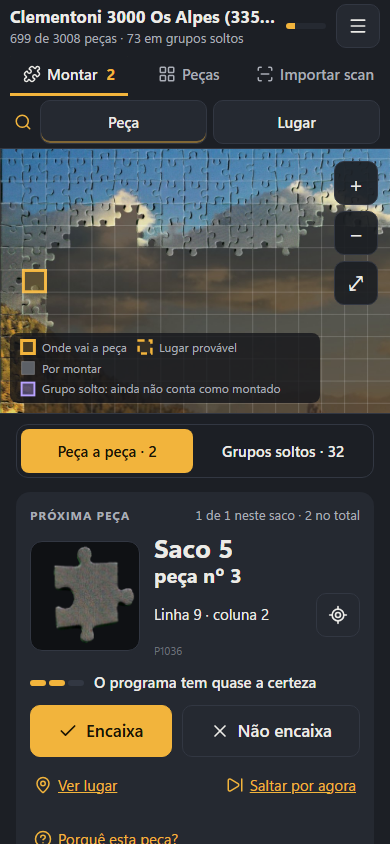 Clementoni 3000 Os Alpes (335...
699 de 3008 peças · 73 em grupos soltos
Montar 2
Peças
Importar scan
Peça
Lugar
Onde vai a peça
Lugar provável
Por montar
Grupo solto: ainda não conta como montado
Peça a peça · 2
Grupos soltos · 32
PRÓXIMA PEÇA
1 de 1 neste saco · 2 no total
Saco 5
peça nº 3
Linha 9 · coluna 2
P1036
O programa tem quase a certeza
Encaixa
Não encaixa
Ver lugar
Saltar por agora
Porquê esta peça?